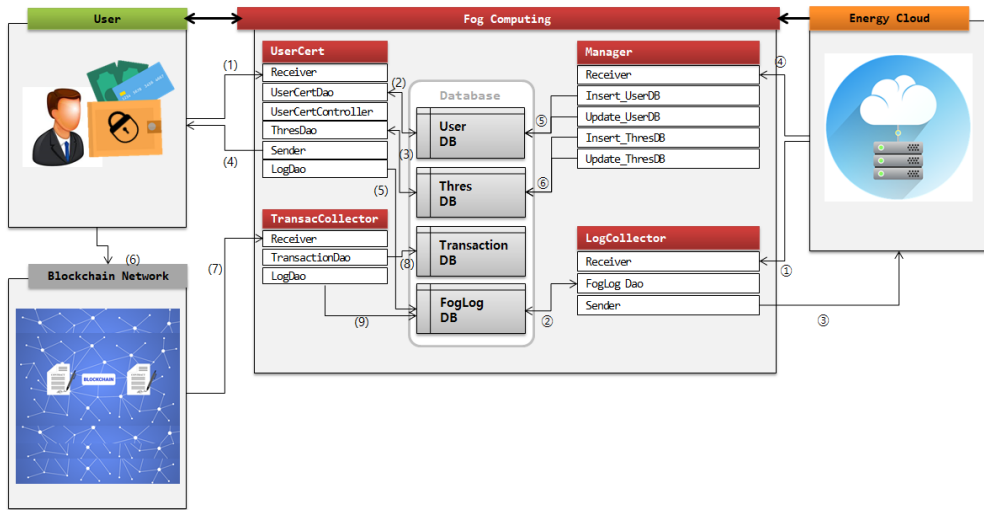 User
Fog Computing
Energy Cloud
UserCert
Receiver
UserCertDao
UserCertController
ThresDao
Sender
LogDao
Manager
Receiver
Insert_UserDB
Update_UserDB
Insert_ThresDB
Update_ThresDB
Database
User
DB
Thres
DB
Transaction
DB
FogLog
DB
TransacCollector
Receiver
TransactionDao
LogDao
LogCollector
Receiver
FogLog Dao
Sender
Blockchain Network
BLOCKCHAIN
(1)
(2)
(3)
(4)
(5)
(6)
(7)
(8)
(9)
①
②
③
④
⑤
⑥